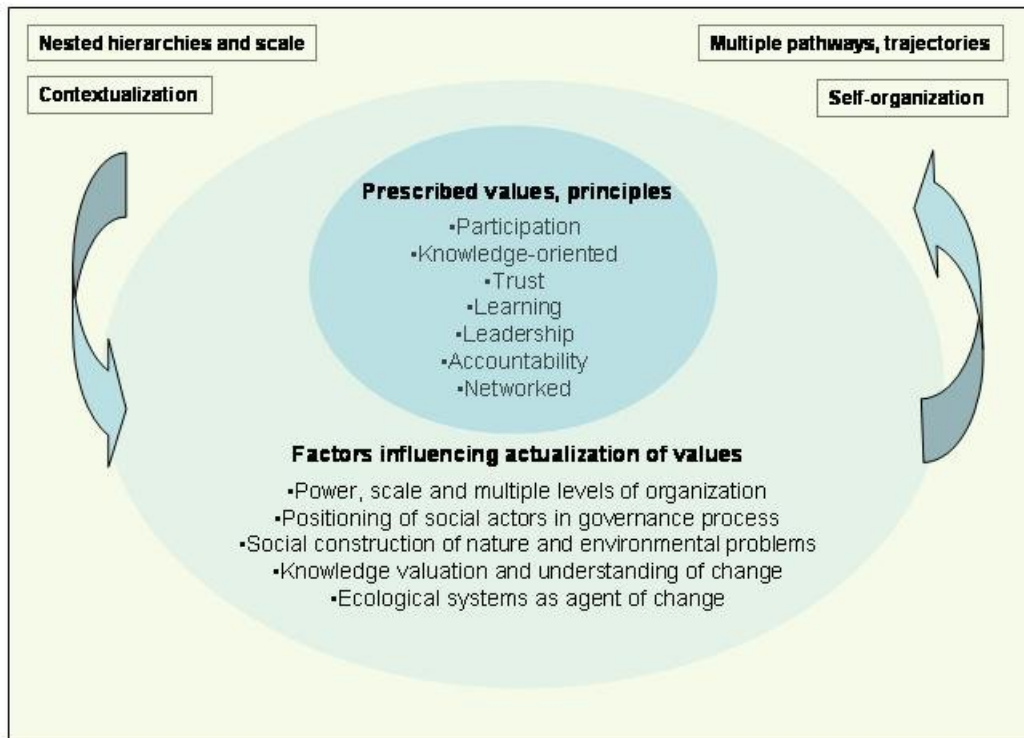 Nested hierarchies and scale
Multiple pathways, trajectories
Contextualization
Self-organization
Prescribed values, principles
▪Participation
▪Knowledge-oriented
▪Trust
▪Learning
▪Leadership
▪Accountability
▪Networked
Factors influencing actualization of values
▪Power, scale and multiple levels of organization
▪Positioning of social actors in governance process
▪Social construction of nature and environmental problems
▪Knowledge valuation and understanding of change
▪Ecological systems as agent of change